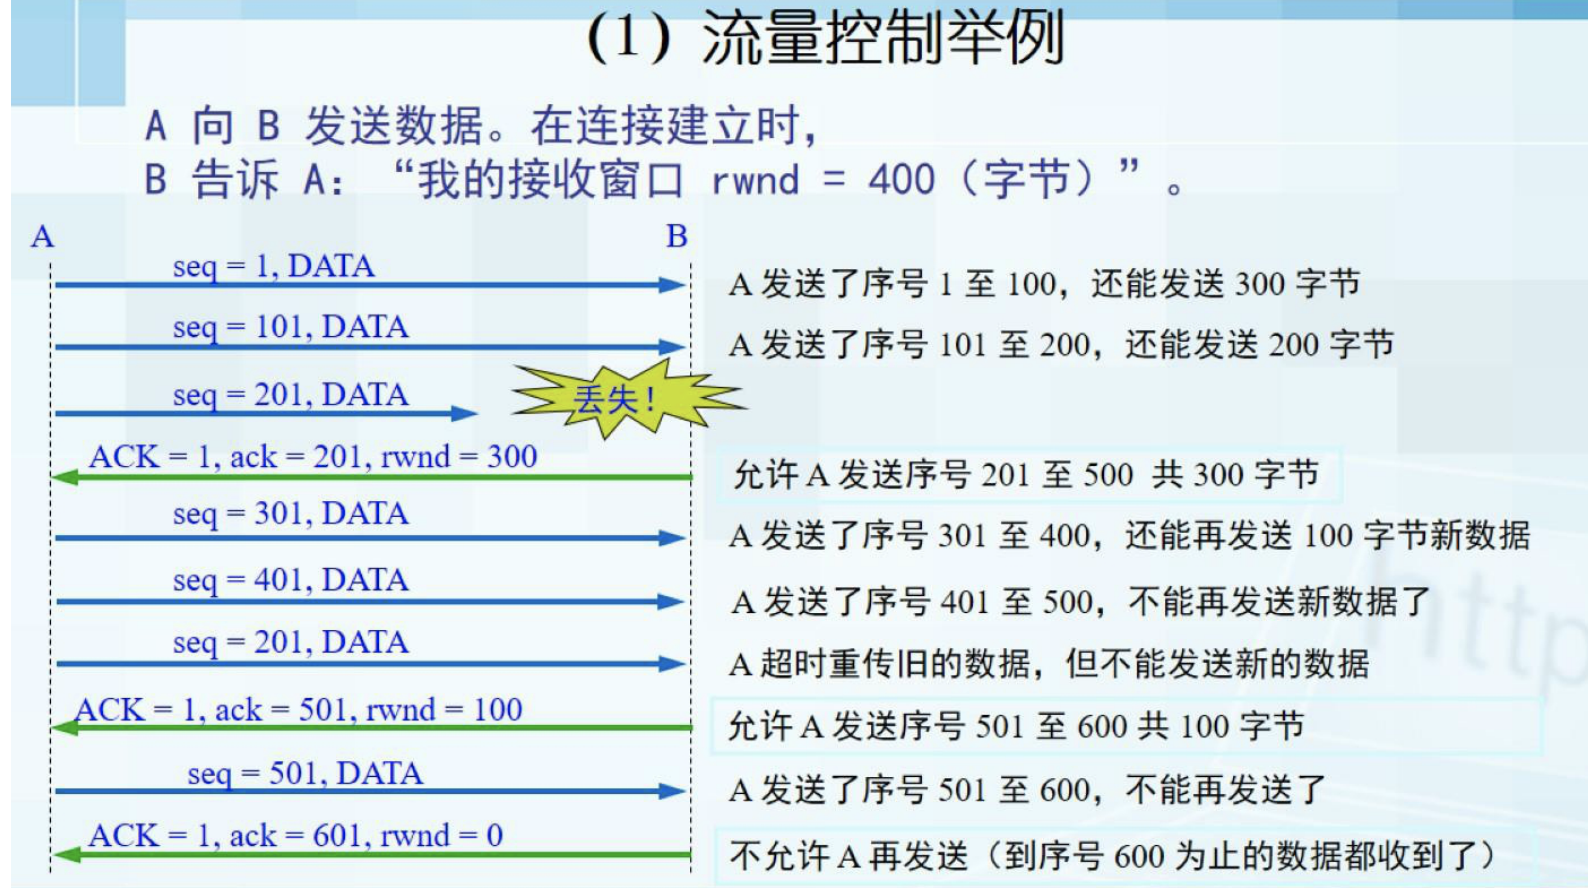 (1) 流量控制举例
A 向 B 发送数据。在连接建立时，
B 告诉 A：“我的接收窗口 rwnd = 400（字节）”。
A
B
seq = 1, DATA
A 发送了序号 1 至 100，还能发送 300 字节
seq = 101, DATA
A 发送了序号 101 至 200，还能发送 200 字节
seq = 201, DATA
丢失！
ACK = 1, ack = 201, rwnd = 300
允许 A 发送序号 201 至 500 共 300 字节
seq = 301, DATA
A 发送了序号 301 至 400，还能再发送 100 字节新数据
seq = 401, DATA
A 发送了序号 401 至 500，不能再发送新数据了
seq = 201, DATA
A 超时重传旧的数据，但不能发送新的数据
ACK = 1, ack = 501, rwnd = 100
允许 A 发送序号 501 至 600 共 100 字节
seq = 501, DATA
A 发送了序号 501 至 600，不能再发送了
ACK = 1, ack = 601, rwnd = 0
不允许 A 再发送（到序号 600 为止的数据都收到了）
http